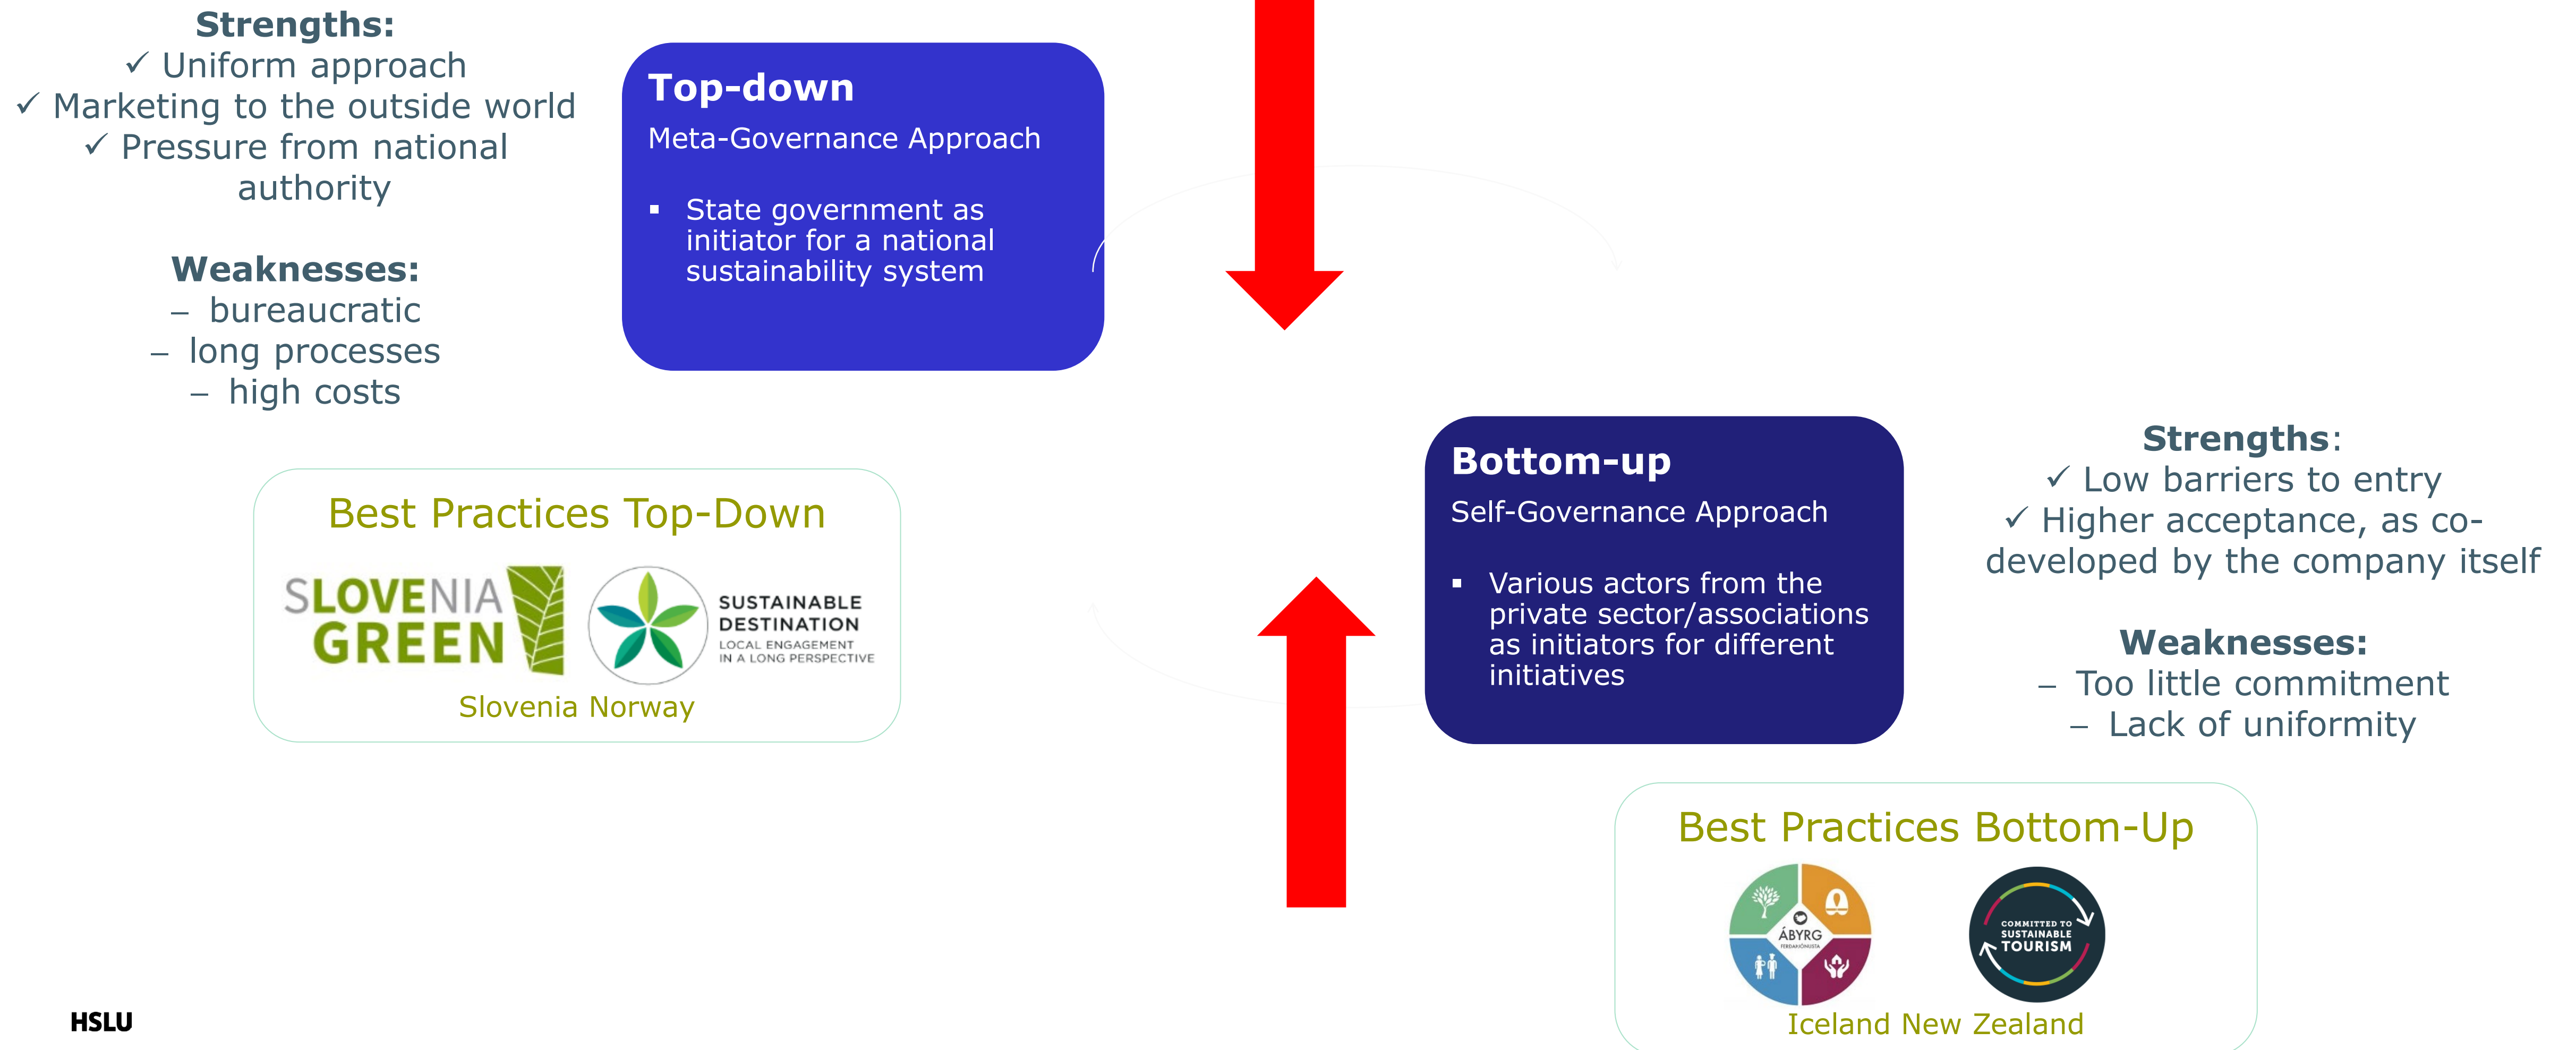 Strengths:
✓ Uniform approach
✓ Marketing to the outside world
✓ Pressure from national
authority
Weaknesses:
– bureaucratic
– long processes
– high costs
Top-down
Meta-Governance Approach
▪ State government as
initiator for a national
sustainability system
Best Practices Top-Down
SLOVENIA
GREEN
SUSTAINABLE
DESTINATION
LOCAL ENGAGEMENT
IN A LONG PERSPECTIVE
Slovenia Norway
Bottom-up
Self-Governance Approach
▪ Various actors from the
private sector/associations
as initiators for different
initiatives
Strengths:
✓ Low barriers to entry
✓ Higher acceptance, as co-
developed by the company itself
Weaknesses:
– Too little commitment
– Lack of uniformity
Best Practices Bottom-Up
ÁBYRG
FERÐAÞJÓNUSTA
COMMITTED TO
SUSTAINABLE
TOURISM
Iceland New Zealand
HSLU